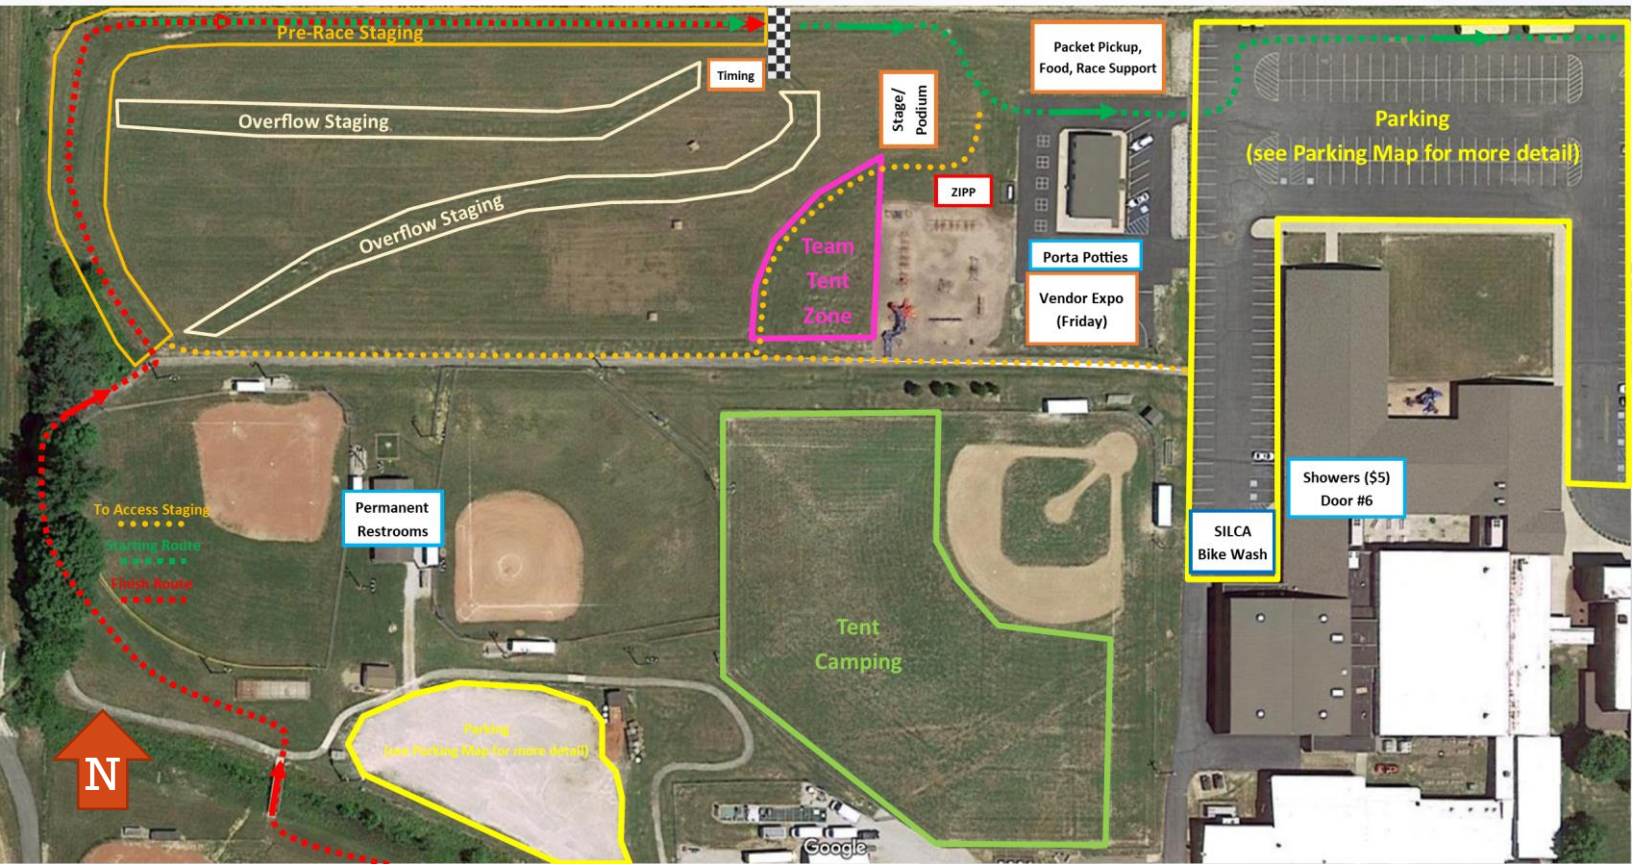 Pre-Race Staging
Timing
Packet Pickup,
Food, Race Support
Stage/
Podium
Parking
(see Parking Map for more detail)
Overflow Staging
Overflow Staging
ZIPP
Team
Tent
Zone
Porta Potties
Vendor Expo
(Friday)
Showers ($5)
Door #6
Permanent
Restrooms
To Access Staging
Starting Route
Finish Route
SILCA
Bike Wash
Tent
Camping
Parking
(see Parking Map for more detail)
N
Google